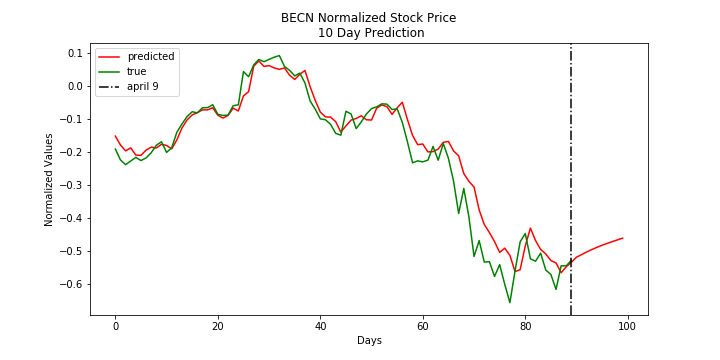 BECN Normalized Stock Price
10 Day Prediction
predicted
true
april 9
Normalized Values
0.1
0.0
−0.1
−0.2
−0.3
−0.4
−0.5
−0.6
0 20 40 60 80 100
Days